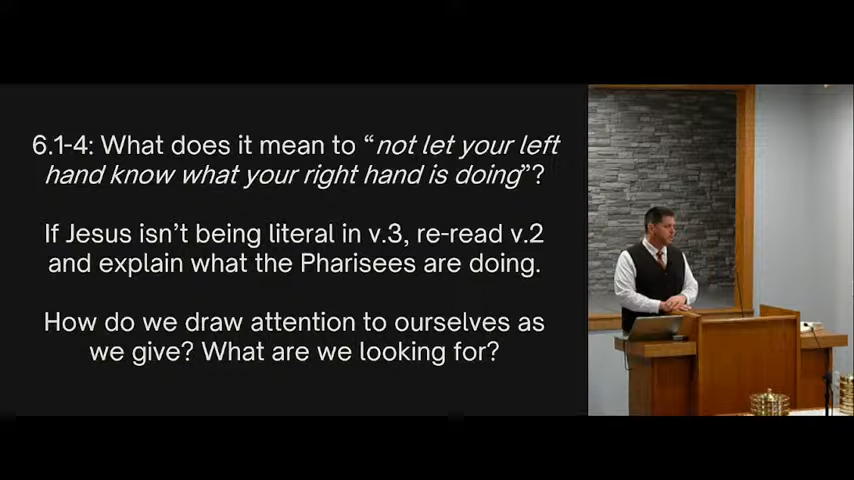 6.1-4: What does it mean to “not let your left
hand know what your right hand is doing”?
If Jesus isn’t being literal in v.3, re-read v.2
and explain what the Pharisees are doing.
How do we draw attention to ourselves as
we give? What are we looking for?